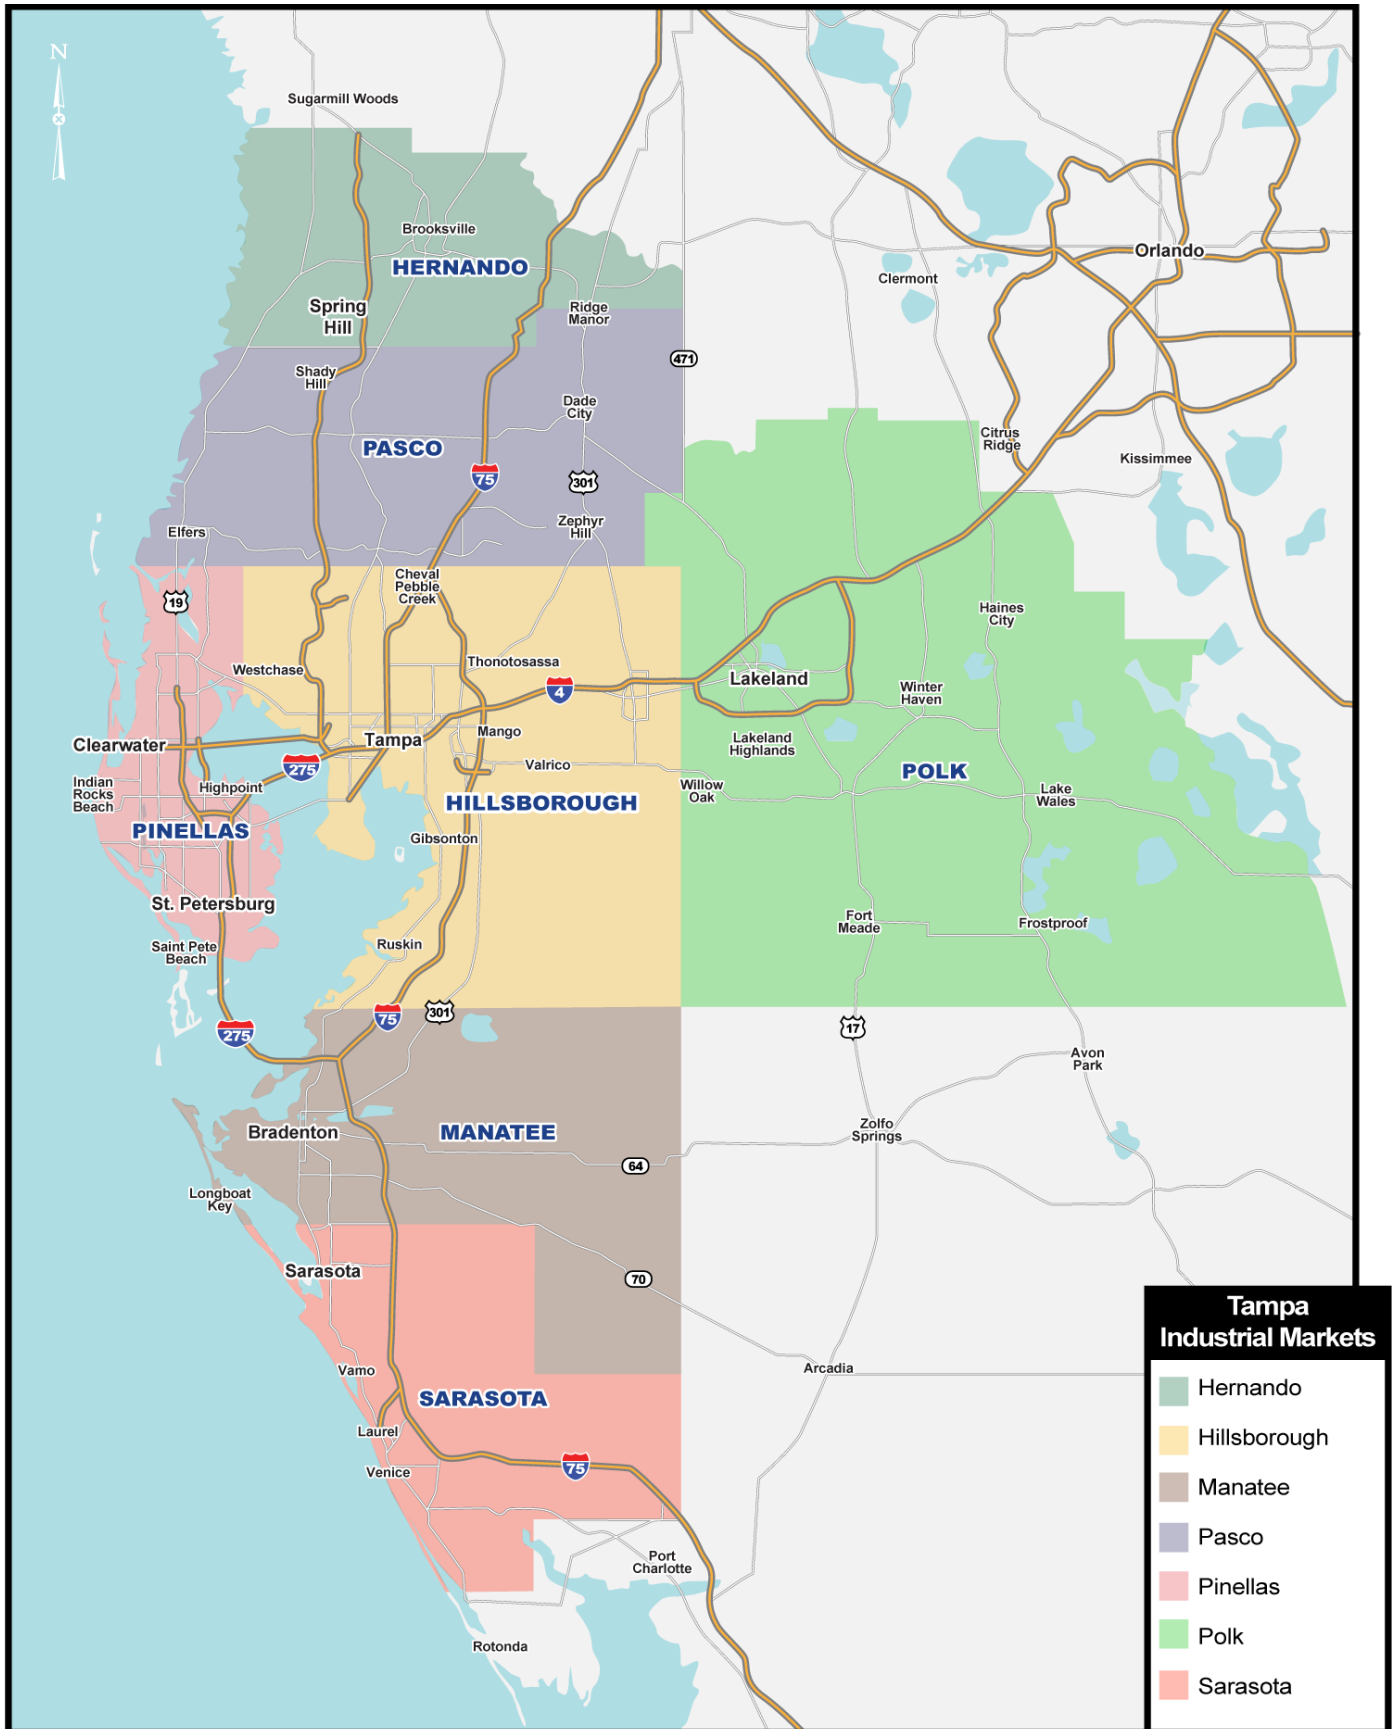 N
Sugarmill Woods
Brooksville
HERNANDO
Orlando
Clermont
Spring
Hill
Ridge
Manor
471
Shady
Hill
Dade
City
PASCO
Citrus
Ridge
Kissimmee
75
301
Elfers
Zephyr
Hill
Cheval
Pebble
Creek
19
Haines
City
Westchase
Thonotosassa
4
Lakeland
Winter
Haven
Clearwater
Tampa
Mango
Lakeland
Highlands
275
Valrico
POLK
Indian
Rocks
Beach
Highpoint
Willow
Oak
Lake
Wales
HILLSBOROUGH
PINELLAS
Gibsonton
St. Petersburg
Fort
Meade
Frostproof
Saint Pete
Beach
Ruskin
75
301
275
17
Avon
Park
Bradenton
MANATEE
Zolfo
Springs
64
Longboat
Key
Sarasota
70
Vamo
Arcadia
SARASOTA
Laurel
Venice
75
Port
Charlotte
Rotonda
Tampa
Industrial Markets
Hernando
Hillsborough
Manatee
Pasco
Pinellas
Polk
Sarasota